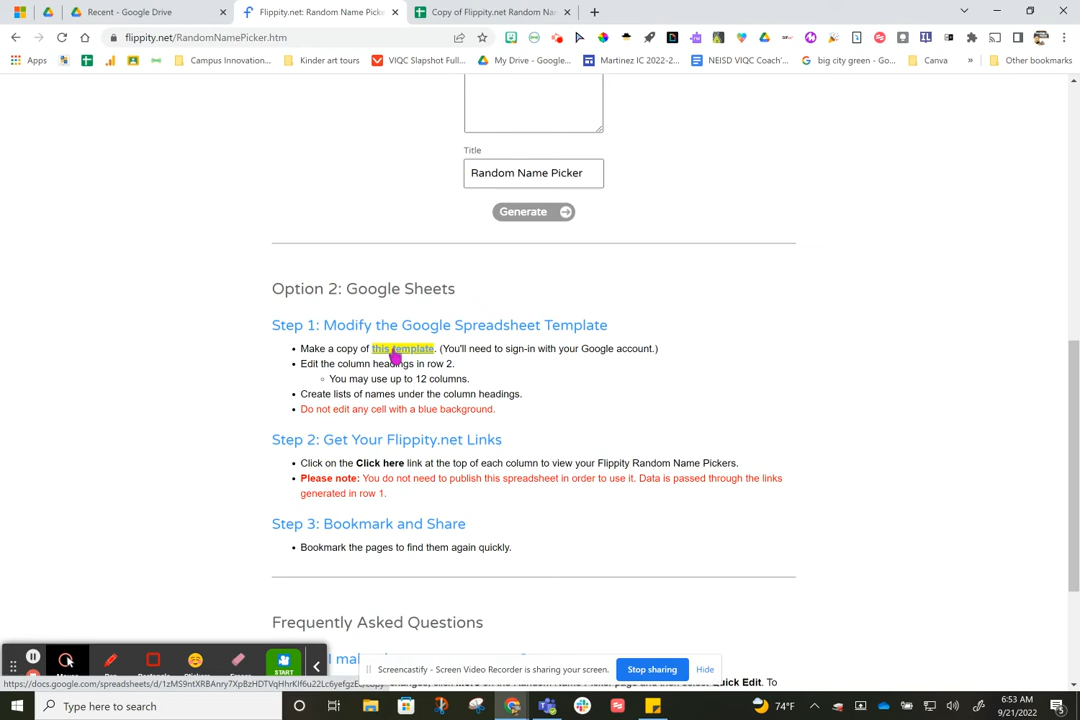 Recent - Google Drive
Flippity.net: Random Name Picke
Copy of Flippity.net Random Na
flippity.net/RandomNamePicker.htm
Apps
Campus Innovation...
Kinder art tours
VIQC Slapshot Full...
My Drive - Google...
Martinez IC 2022-2...
NEISD VIQC Coach'...
big city green - Go...
Canva
»
Other bookmarks
Title
Random Name Picker
Generate
Option 2: Google Sheets
Step 1: Modify the Google Spreadsheet Template
• Make a copy of this template. (You'll need to sign-in with your Google account.)
• Edit the column headings in row 2.
◦ You may use up to 12 columns.
• Create lists of names under the column headings.
• Do not edit any cell with a blue background.
Step 2: Get Your Flippity.net Links
• Click on the Click here link at the top of each column to view your Flippity Random Name Pickers.
• Please note: You do not need to publish this spreadsheet in order to use it. Data is passed through the links
generated in row 1.
Step 3: Bookmark and Share
• Bookmark the pages to find them again quickly.
Frequently Asked Questions
START
Screencastify - Screen Video Recorder is sharing your screen.
Stop sharing
Hide
Quick Edit. To
Type here to search
74°F
6:53 AM
9/21/2022